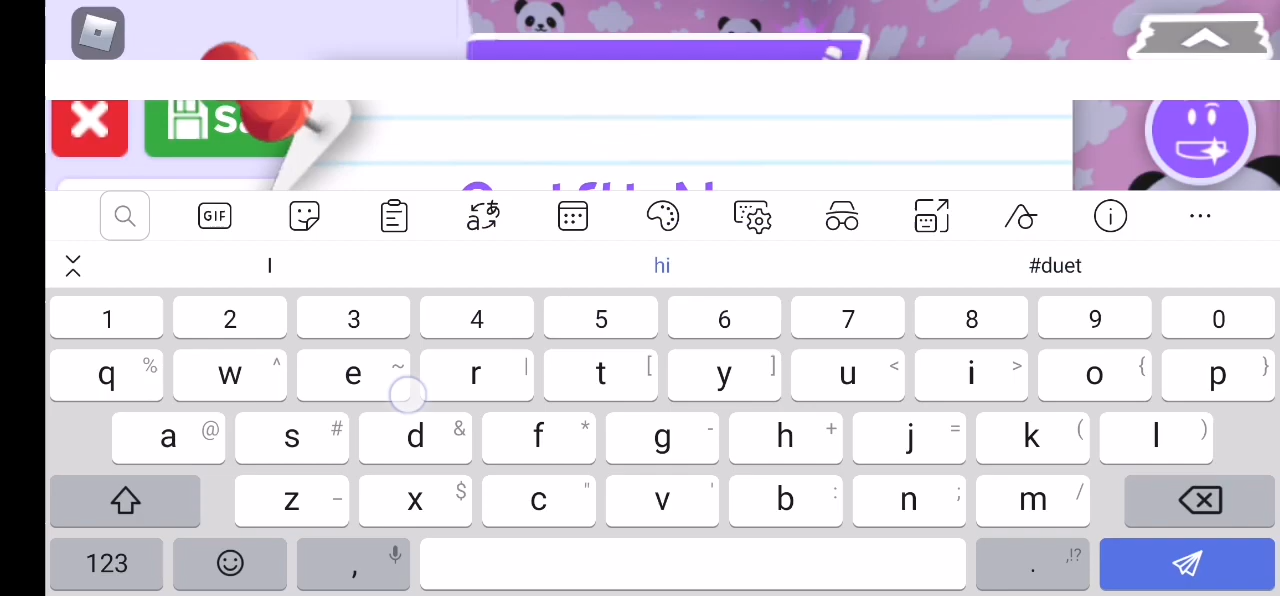 GIF
I hi #duet
1 2 3 4 5 6 7 8 9 0
q % w ^ e ~ r | t [ y ] u < i > o { p }
a @ s # d & f * g - h + j = k ( l )
z _ x $ c " v ' b : n ; m /
123 , . ,!?